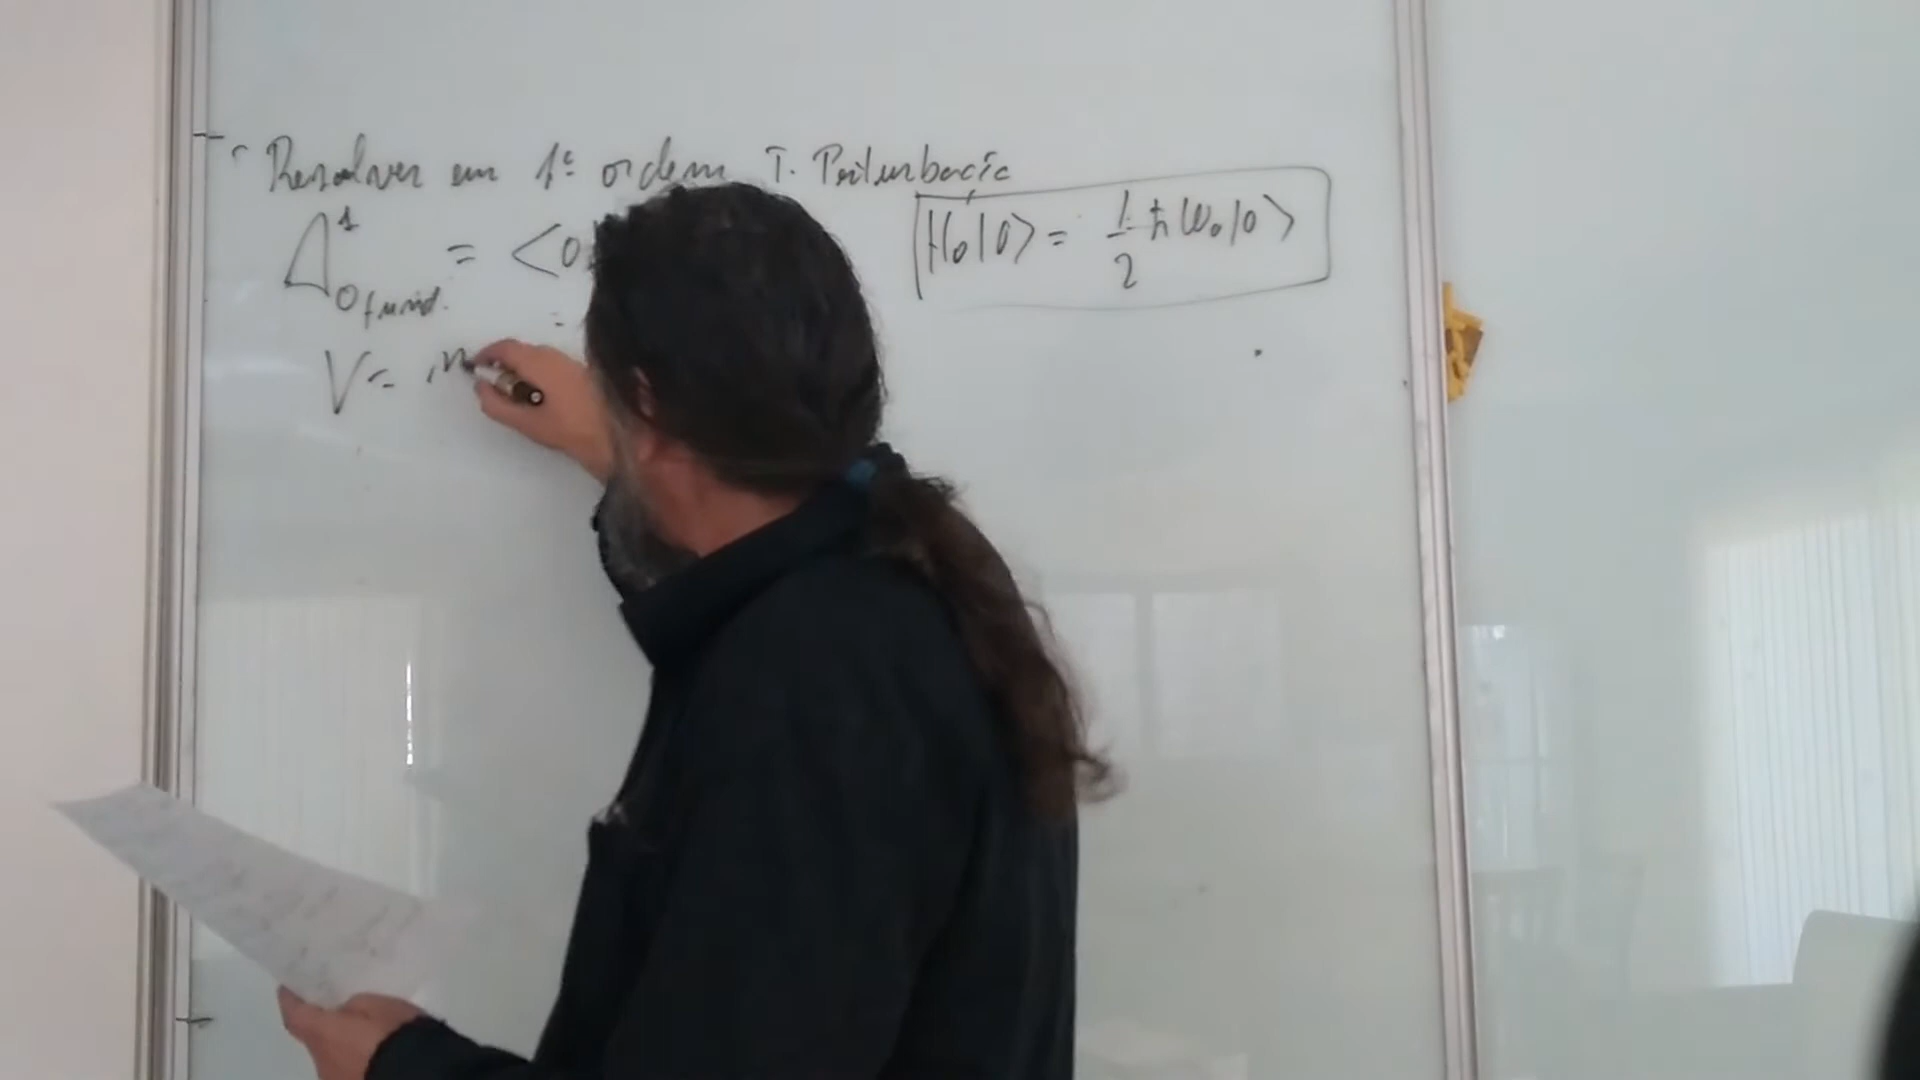 Resolver em 1ª ordem T. Perturbação
Δ¹₀ fund. = <0
H₀|0> = 1/2 ħω₀|0>
=
V = m